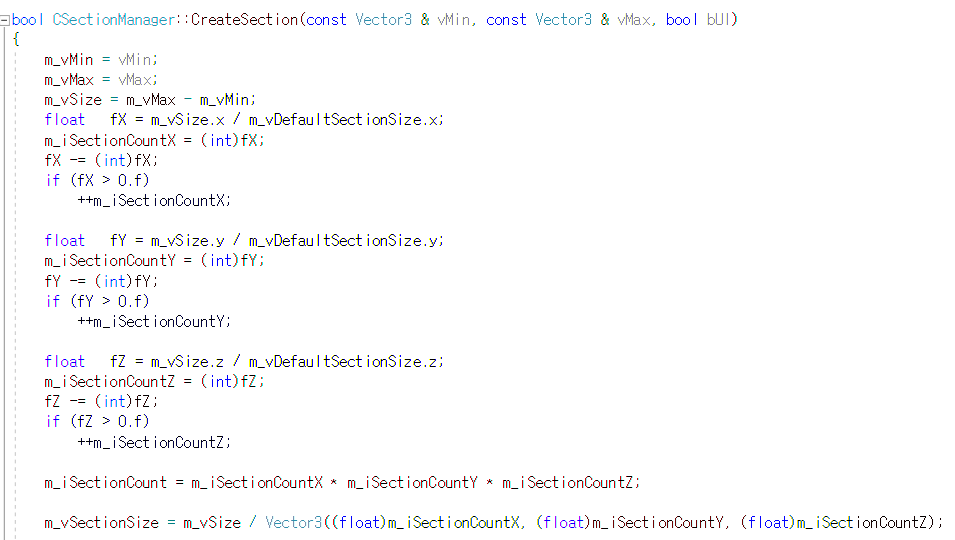 bool CSectionManager::CreateSection(const Vector3 & vMin, const Vector3 & vMax, bool bUI)
{
m_vMin = vMin;
m_vMax = vMax;
m_vSize = m_vMax - m_vMin;
float fX = m_vSize.x / m_vDefaultSectionSize.x;
m_iSectionCountX = (int)fX;
fX -= (int)fX;
if (fX > 0.f)
++m_iSectionCountX;
float fY = m_vSize.y / m_vDefaultSectionSize.y;
m_iSectionCountY = (int)fY;
fY -= (int)fY;
if (fY > 0.f)
++m_iSectionCountY;
float fZ = m_vSize.z / m_vDefaultSectionSize.z;
m_iSectionCountZ = (int)fZ;
fZ -= (int)fZ;
if (fZ > 0.f)
++m_iSectionCountZ;
m_iSectionCount = m_iSectionCountX * m_iSectionCountY * m_iSectionCountZ;
m_vSectionSize = m_vSize / Vector3((float)m_iSectionCountX, (float)m_iSectionCountY, (float)m_iSectionCountZ);